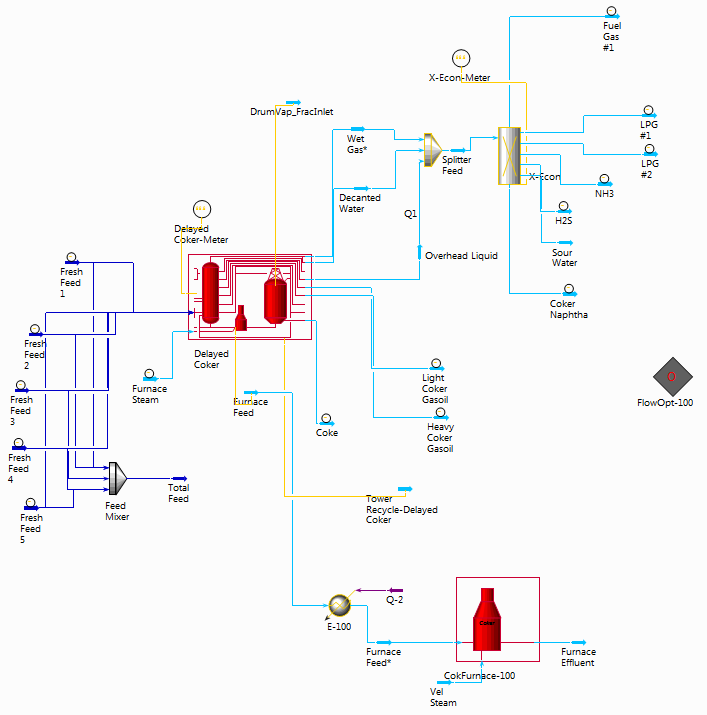 Fuel
Gas
#1
X-Econ-Meter
DrumVap_FracInlet
LPG
#1
Wet
Gas*
Splitter
Feed
LPG
#2
X-Econ
NH3
Decanted
Water
Q1
H2S
Delayed
Coker-Meter
Overhead Liquid
Sour
Water
Fresh
Feed
1
Coker
Naphtha
Fresh
Feed
2
Delayed
Coker
Furnace
Steam
Light
Coker
Gasoil
FlowOpt-100
Fresh
Feed
3
Furnace
Feed
Coke
Heavy
Coker
Gasoil
Fresh
Feed
4
Total
Feed
Feed
Mixer
Tower
Recycle-Delayed
Coker
Fresh
Feed
5
Q-2
E-100
Coker
Furnace
Feed*
Furnace
Effluent
CokFurnace-100
Vel
Steam